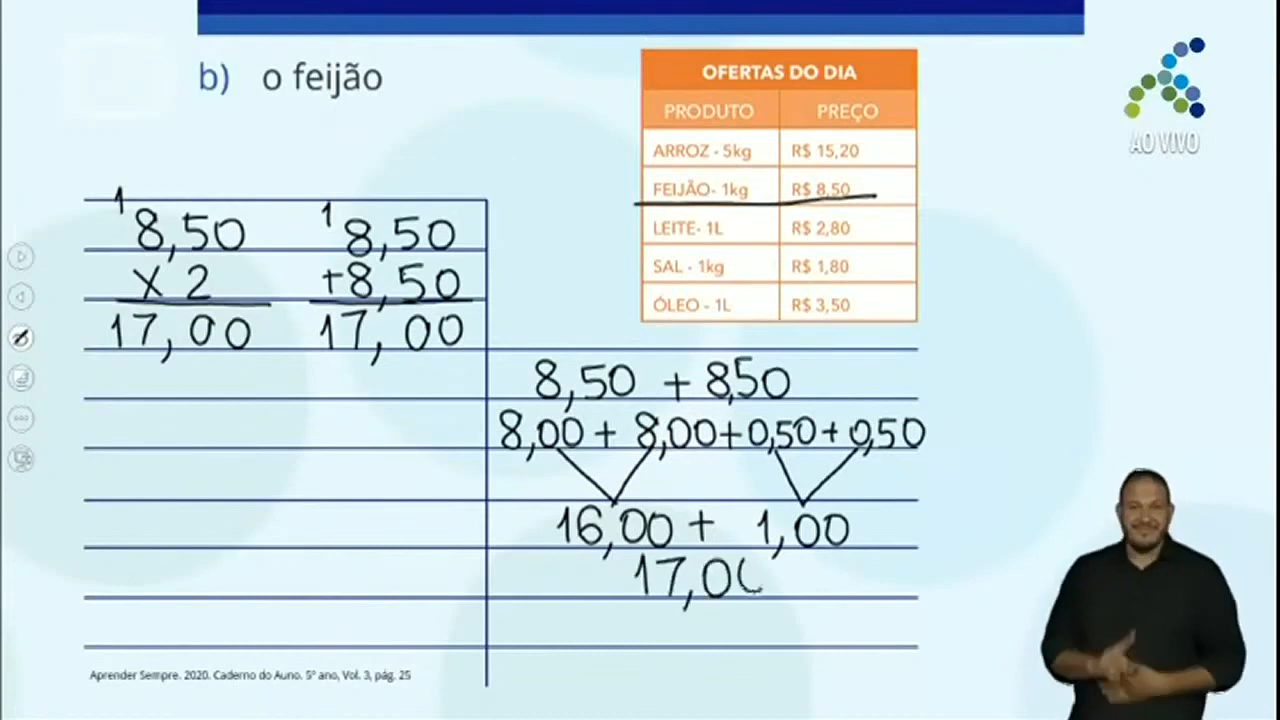 b) o feijão
OFERTAS DO DIA
PRODUTO PREÇO
ARROZ - 5kg R$ 15,20
FEIJÃO- 1kg R$ 8,50
LEITE- 1L R$ 2,80
SAL - 1kg R$ 1,80
ÓLEO - 1L R$ 3,50
AO VIVO
1 1
8,50 8,50
X 2 +8,50
17,00 17,00
8,50 + 8,50
8,00 + 8,00+0,50+0,50
16,00 + 1,00
17,00
Aprender Sempre. 2020. Caderno do Auno. 5º ano, Vol. 3, pág. 25